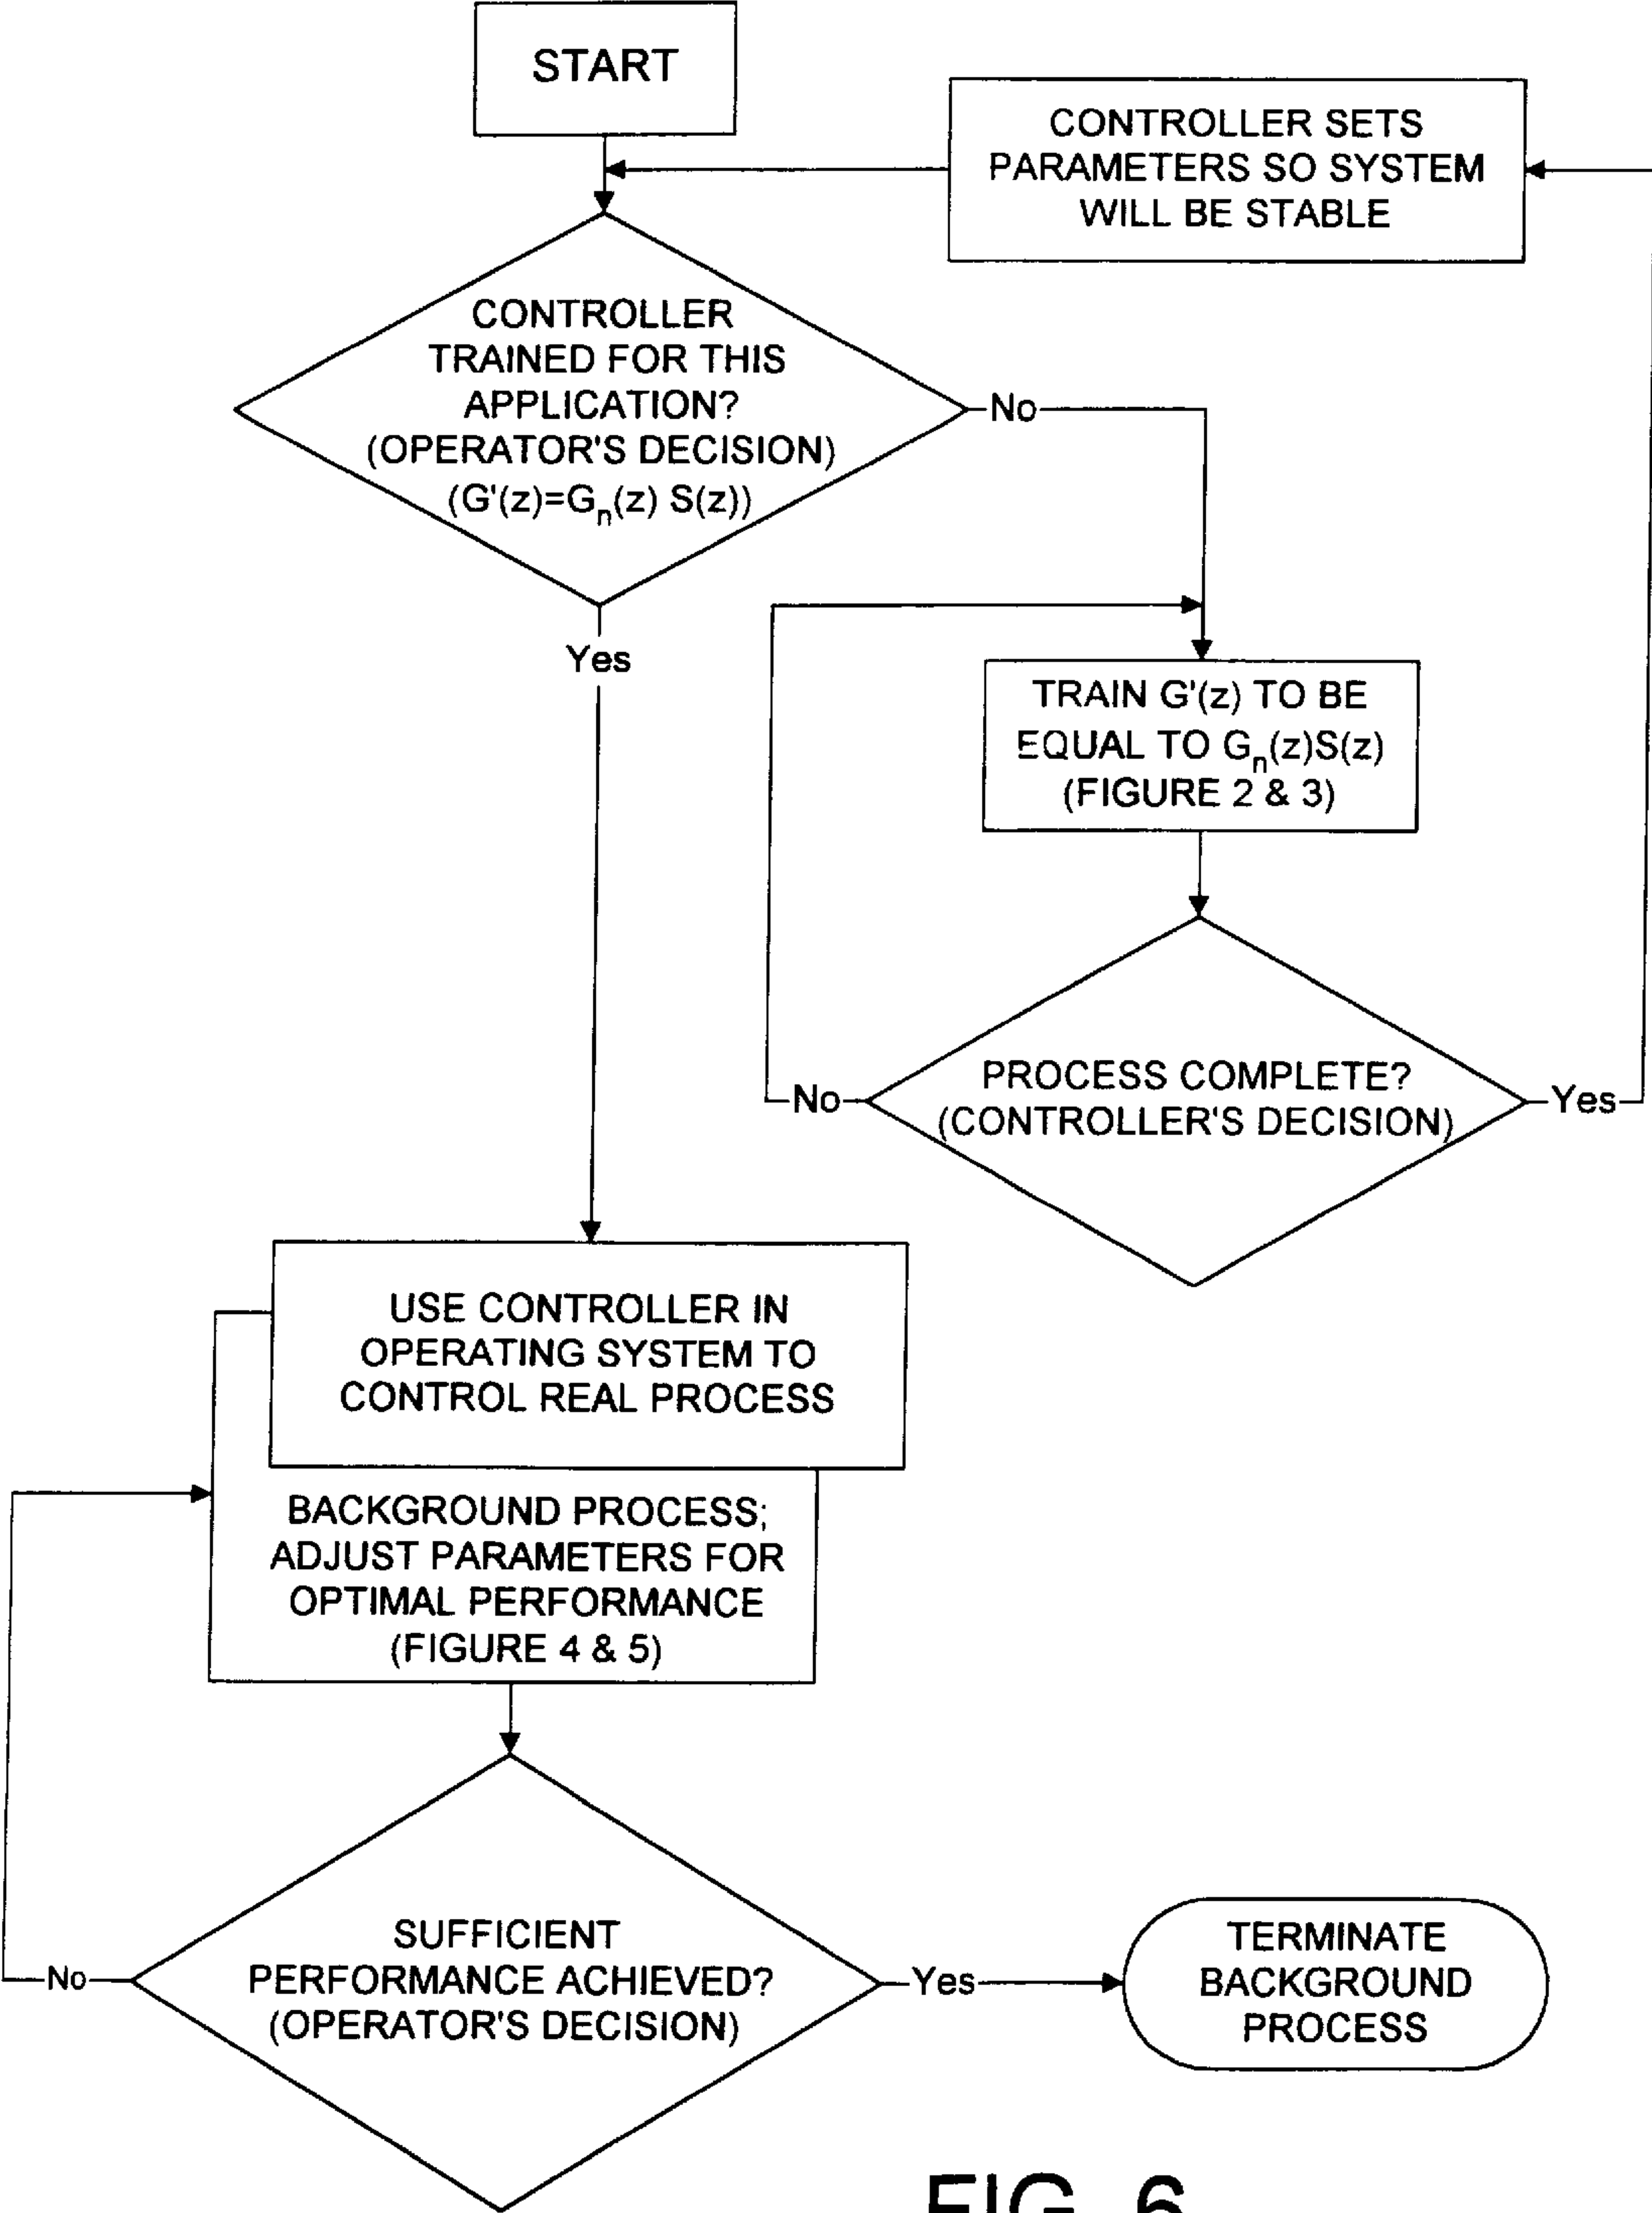 START
CONTROLLER SETS
PARAMETERS SO SYSTEM
WILL BE STABLE
CONTROLLER
TRAINED FOR THIS
APPLICATION?
(OPERATOR'S DECISION)
(G'(z)=Gn(z) S(z))
No
Yes
TRAIN G'(z) TO BE
EQUAL TO Gn(z)S(z)
(FIGURE 2 & 3)
PROCESS COMPLETE?
(CONTROLLER'S DECISION)
No
Yes
USE CONTROLLER IN
OPERATING SYSTEM TO
CONTROL REAL PROCESS
BACKGROUND PROCESS;
ADJUST PARAMETERS FOR
OPTIMAL PERFORMANCE
(FIGURE 4 & 5)
SUFFICIENT
PERFORMANCE ACHIEVED?
(OPERATOR'S DECISION)
No
Yes
TERMINATE
BACKGROUND
PROCESS
FIG. 6